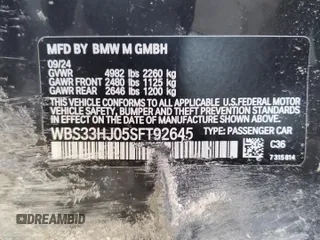 MFD BY BMW M GMBH
09/24
GVWR 4982 lbs 2260 kg
GAWR FRONT 2480 lbs 1125 kg
GAWR REAR 2646 lbs 1200 kg
THIS VEHICLE CONFORMS TO ALL APPLICABLE
U.S. FEDERAL MOTOR VEHICLE SAFETY,
BUMPER, AND THEFT PREVENTION STANDARDS
IN EFFECT ON THE DATE OF
MANUFACTURE SHOWN ABOVE.
WBS33HJ05SFT92645 TYPE: PASSENGER CAR
C36
7315814
DREAMBID